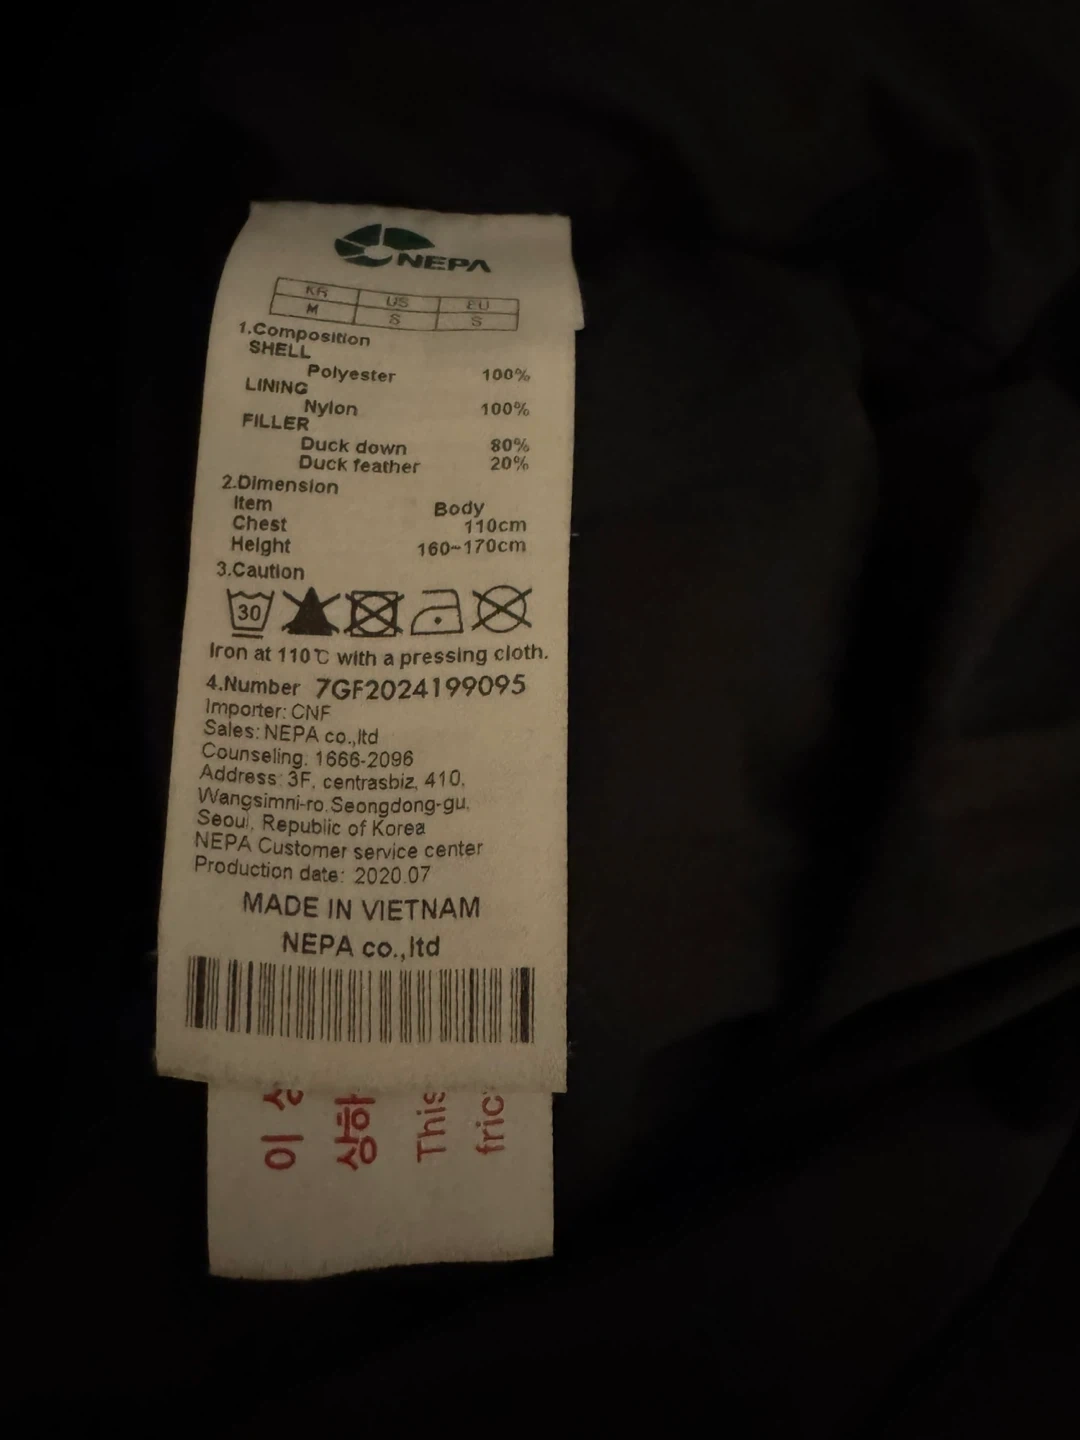 NEPA
KR US EU
M S S
1.Composition
SHELL
Polyester 100%
LINING
Nylon 100%
FILLER
Duck down 80%
Duck feather 20%
2.Dimension
Item Body
Chest 110cm
Height 160~170cm
3.Caution
30
Iron at 110℃ with a pressing cloth.
4.Number 7GF2024199095
Importer: CNF
Sales: NEPA co.,ltd
Counseling: 1666-2096
Address: 3F, centrasbiz, 410,
Wangsimni-ro, Seongdong-gu,
Seoul, Republic of Korea
NEPA Customer service center
Production date: 2020.07
MADE IN VIETNAM
NEPA co.,ltd
이
상황
This
fric